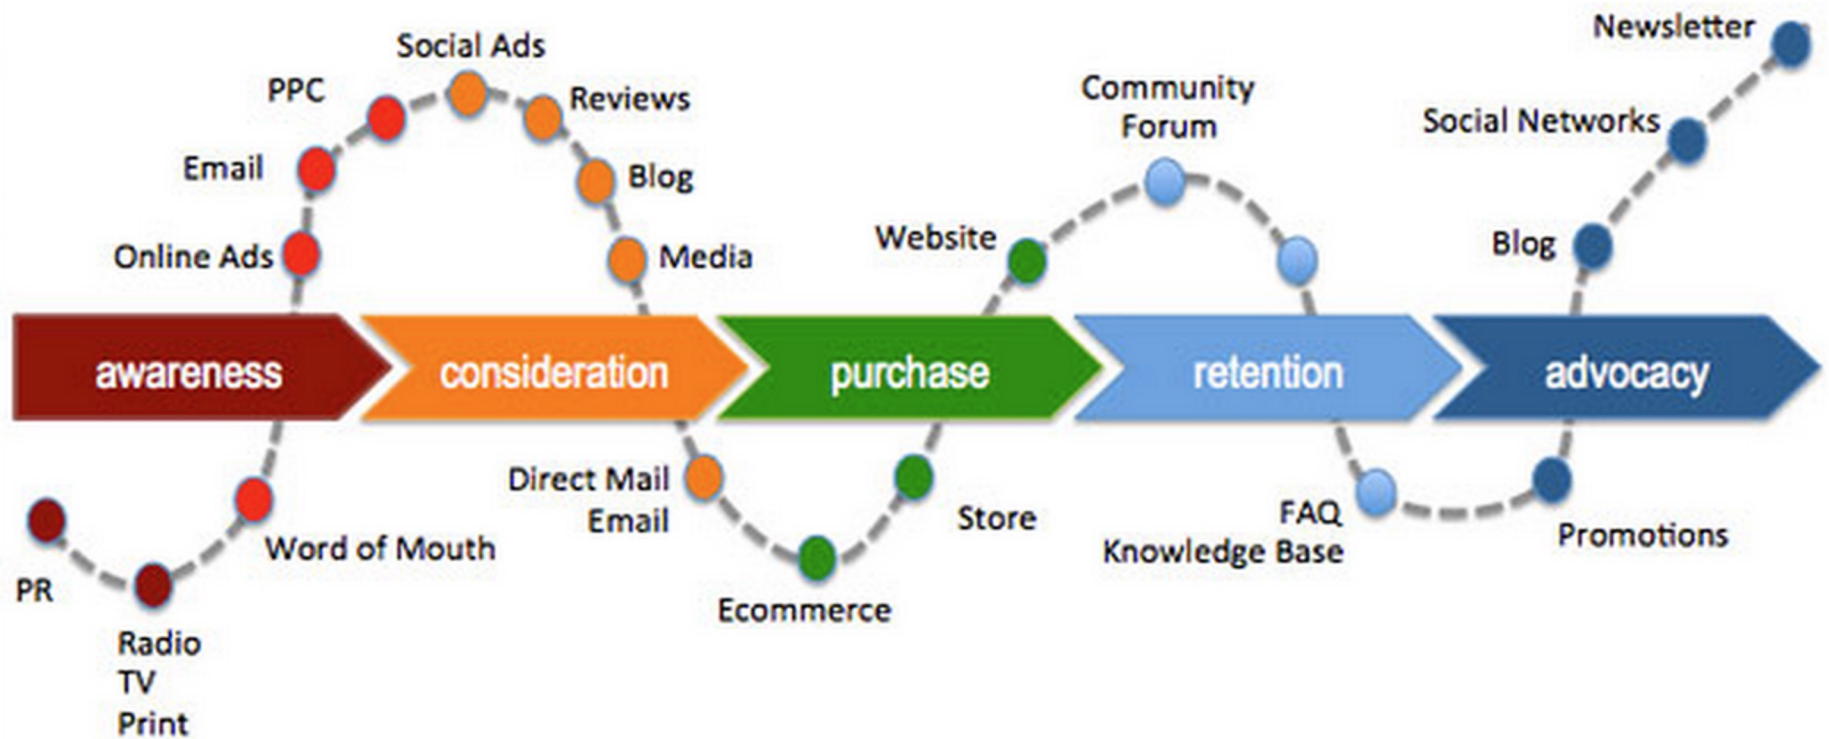 Social Ads
PPC
Reviews
Email
Blog
Online Ads
Media
Website
Community
Forum
Newsletter
Social Networks
Blog
awareness
consideration
purchase
retention
advocacy
PR
Radio
TV
Print
Word of Mouth
Direct Mail
Email
Ecommerce
Store
FAQ
Knowledge Base
Promotions